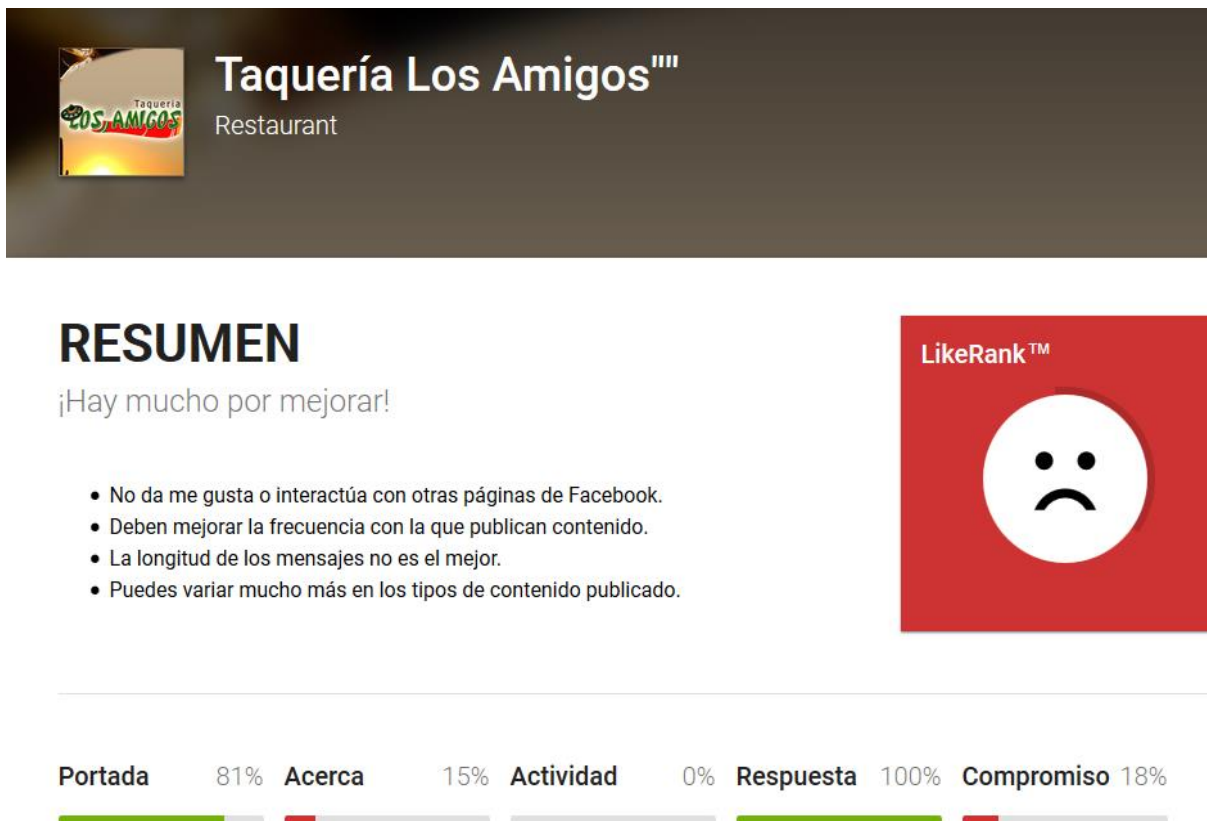 Taquería Los Amigos""
Restaurant
Taquería
LOS AMIGOS
RESUMEN
¡Hay mucho por mejorar!
LikeRank™
• No da me gusta o interactúa con otras páginas de Facebook.
• Deben mejorar la frecuencia con la que publican contenido.
• La longitud de los mensajes no es el mejor.
• Puedes variar mucho más en los tipos de contenido publicado.
Portada 81% Acerca 15% Actividad 0% Respuesta 100% Compromiso 18%